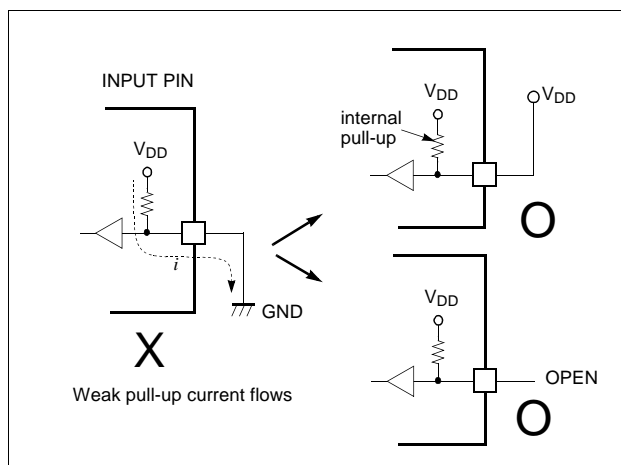 INPUT PIN
VDD
i
GND
X
Weak pull-up current flows
VDD
internal
pull-up
VDD
O
VDD
OPEN
O